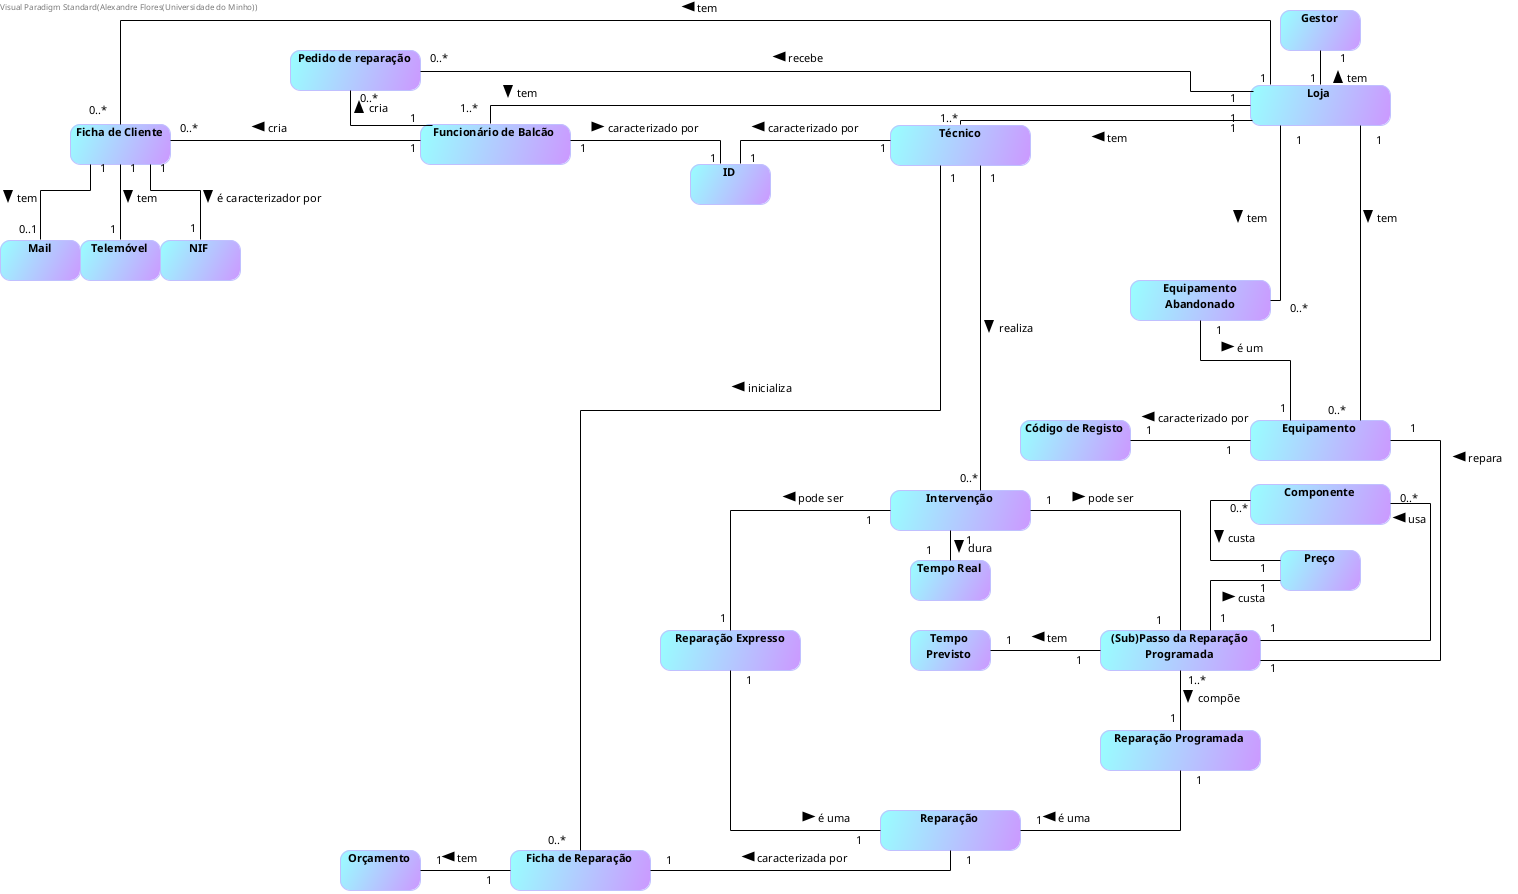 Visual Paradigm Standard(Alexandre Flores(Universidade do Minho))
tem
Gestor
1
1
tem
1
Pedido de reparação
0..*
recebe
Loja
0..*
cria
1
1..*
tem
1
0..*
Ficha de Cliente
0..*
cria
1
Funcionário de Balcão
1
caracterizado por
1
ID
caracterizado por
1
1
Técnico
1..*
tem
1
1
1
1
1
1
1
tem
0..1
Mail
tem
1
Telemóvel
é caracterizador por
1
NIF
1
1
tem
tem
Equipamento
Abandonado
0..*
1
é um
1
0..*
realiza
inicializa
Código de Registo
1
caracterizado por
1
Equipamento
1
repara
0..*
Intervenção
pode ser
1
1
pode ser
1
dura
1
Tempo Real
Componente
0..*
0..*
usa
custa
1
Preço
1
custa
1
1
Reparação Expresso
1
Tempo
Previsto
1
tem
1
1
(Sub)Passo da Reparação
Programada
1
1
1..*
compõe
1
Reparação Programada
1
é uma
1
Reparação
1
é uma
1
caracterizada por
1
0..*
Ficha de Reparação
1
tem
1
Orçamento